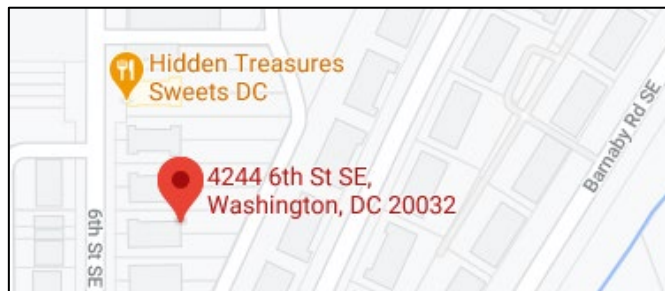 Hidden Treasures
Sweets DC
4244 6th St SE,
Washington, DC 20032
6th St SE
Barnaby Rd SE